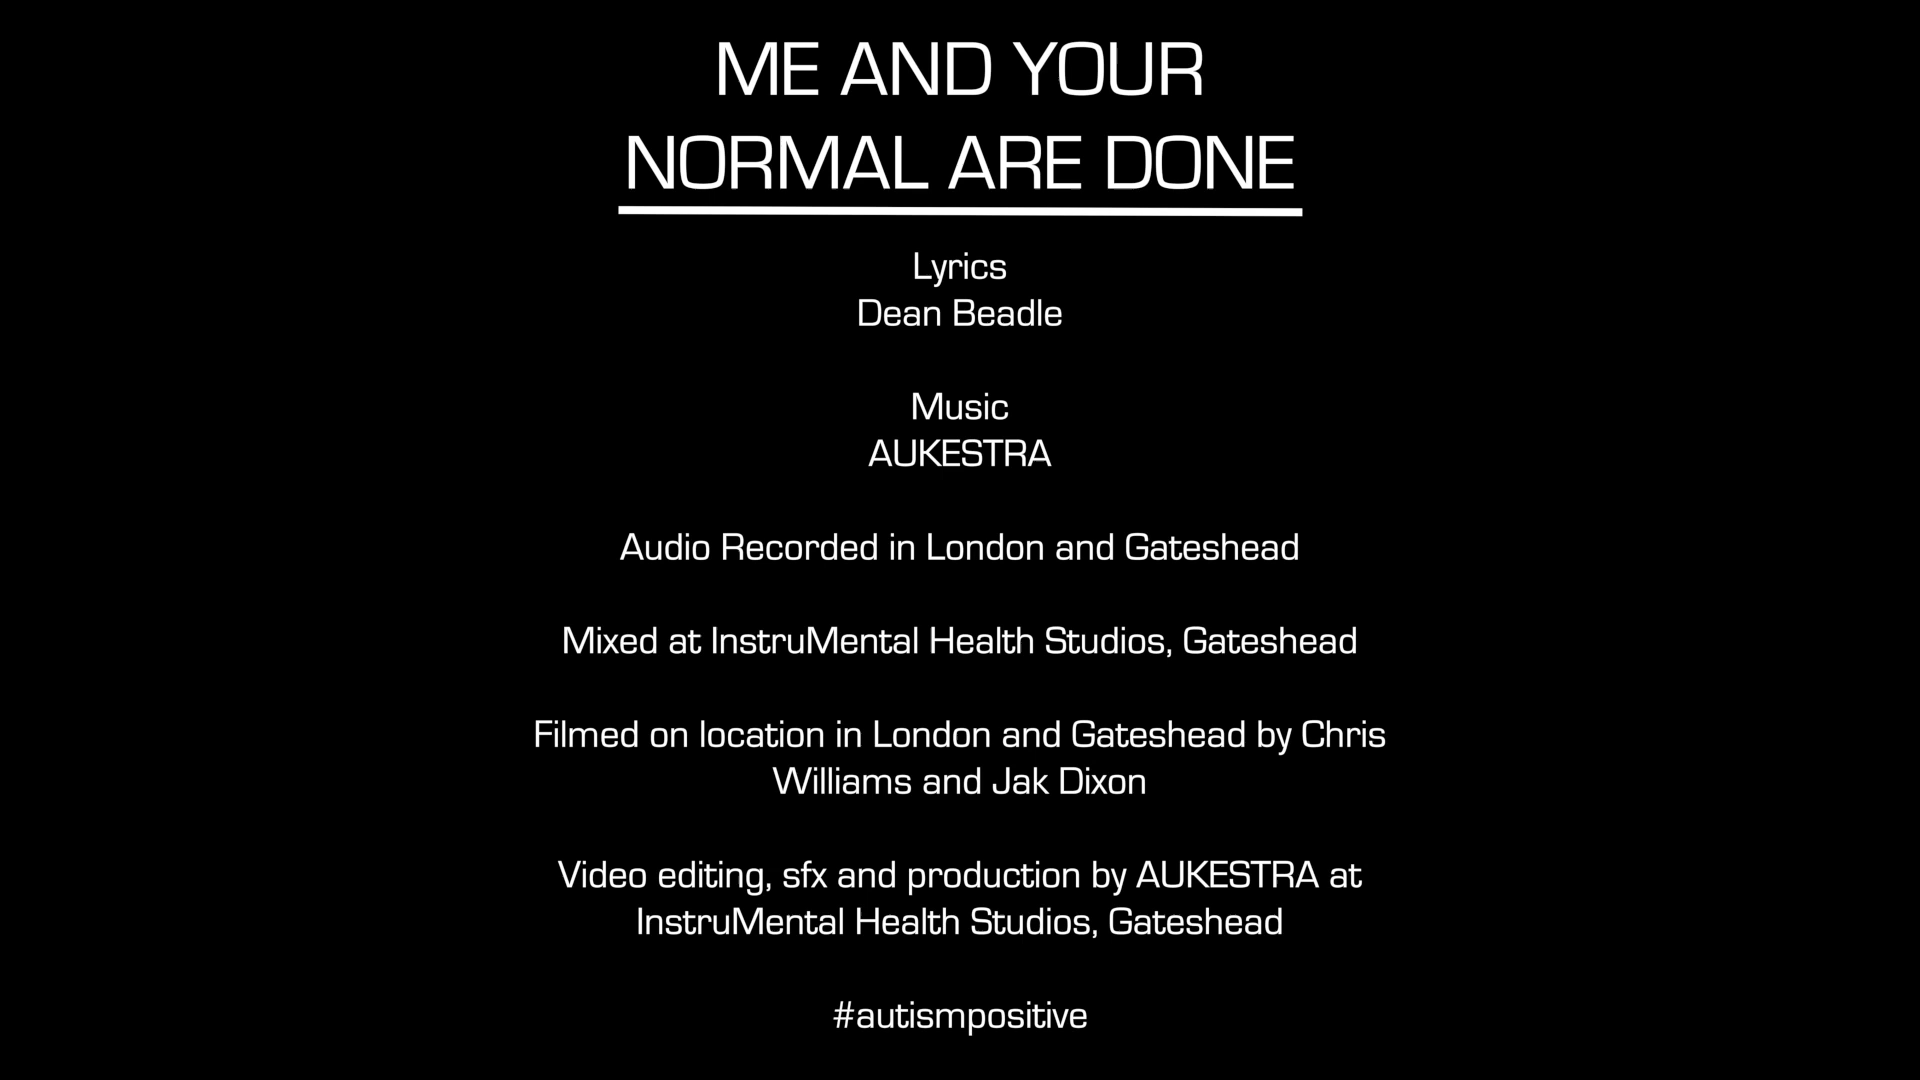 ME AND YOUR
NORMAL ARE DONE
Lyrics
Dean Beadle
Music
AUKESTRA
Audio Recorded in London and Gateshead
Mixed at InstruMental Health Studios, Gateshead
Filmed on location in London and Gateshead by Chris
Williams and Jak Dixon
Video editing, sfx and production by AUKESTRA at
InstruMental Health Studios, Gateshead
#autismpositive